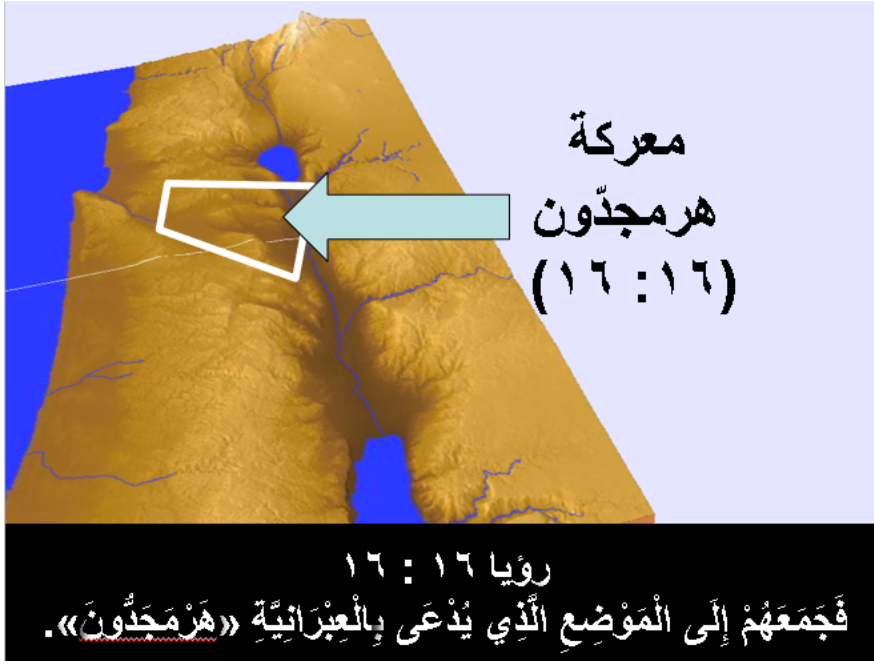 معركة
هرمجدّون
(١٦: ١٦)
رؤيا ١٦ : ١٦
فَجَمَعَهُمْ إِلَى الْمَوْضِعِ الَّذِي يُدْعَى بِالْعِبْرَانِيَّةِ «هَرْمَجَدُّونَ».